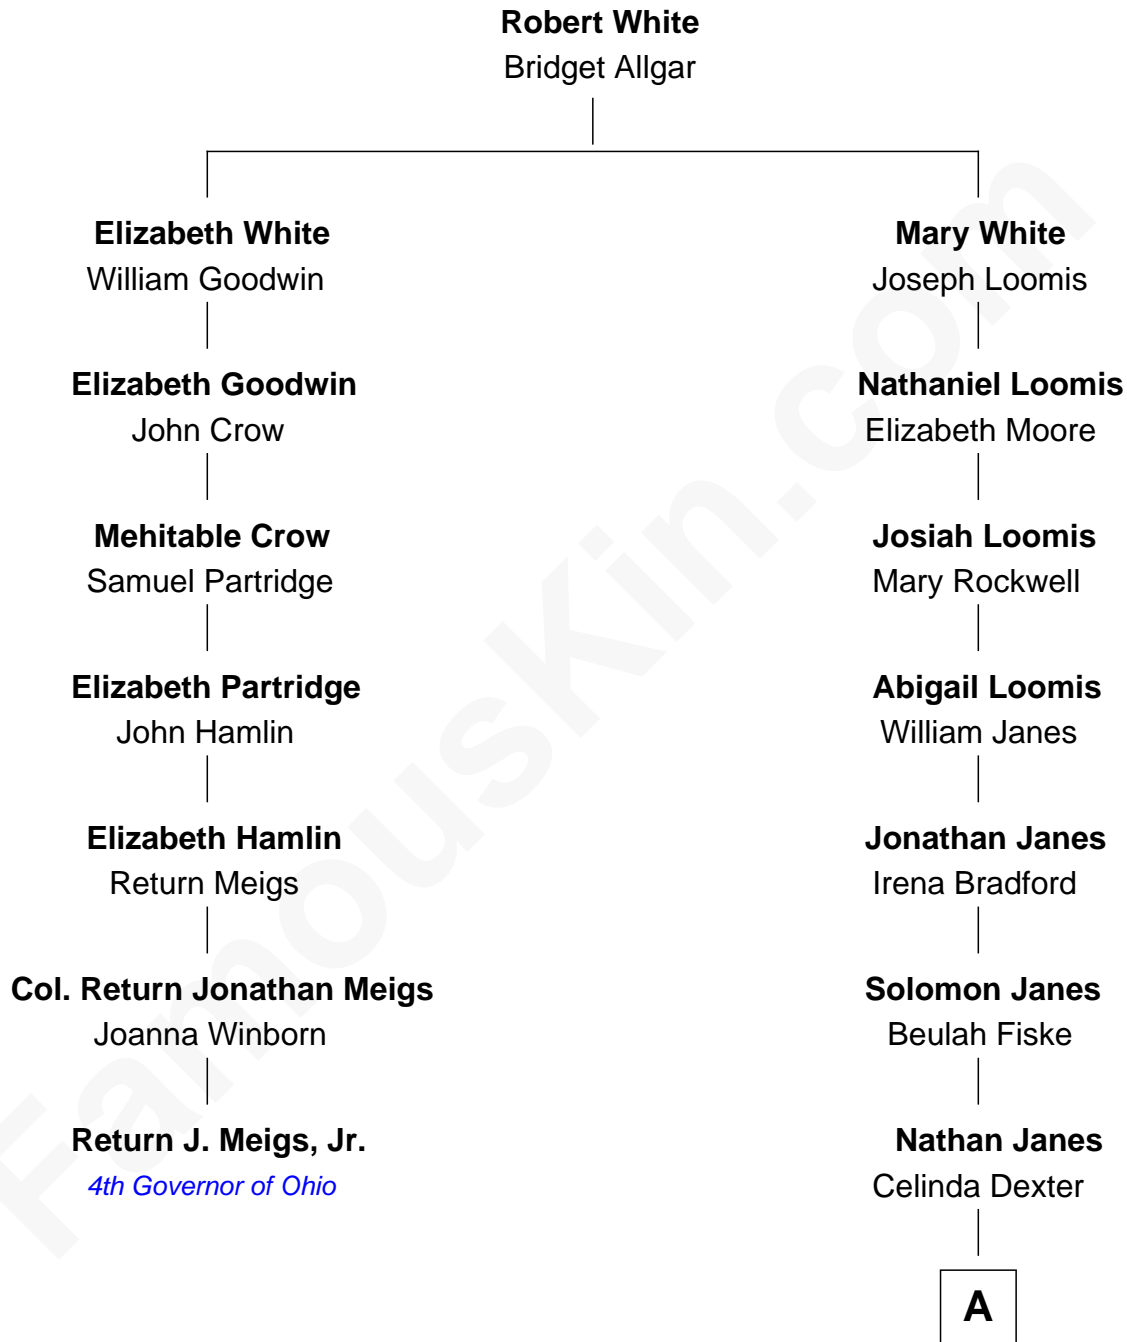 Robert White
Bridget Allgar
Elizabeth White
William Goodwin
Mary White
Joseph Loomis
Elizabeth Goodwin
John Crow
Nathaniel Loomis
Elizabeth Moore
Mehitable Crow
Samuel Partridge
Josiah Loomis
Mary Rockwell
Elizabeth Partridge
John Hamlin
Abigail Loomis
William Janes
Elizabeth Hamlin
Return Meigs
Jonathan Janes
Irena Bradford
Col. Return Jonathan Meigs
Joanna Winborn
Solomon Janes
Beulah Fiske
Return J. Meigs, Jr.
4th Governor of Ohio
Nathan Janes
Celinda Dexter
A
FamousKin.com